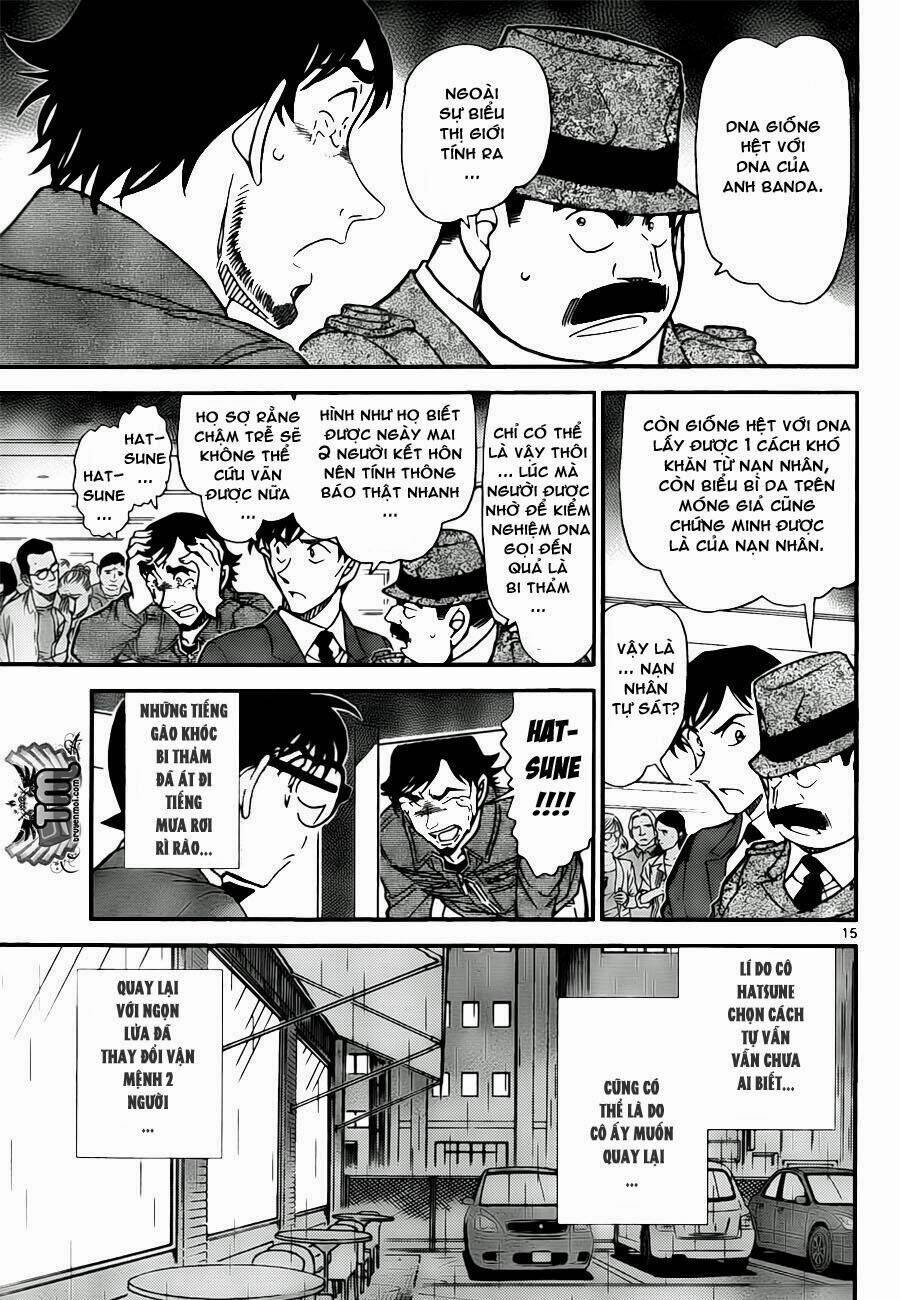 DNA GIỐNG
HỆT VỚI
DNA CỦA
ANH BANDA.
NGOÀI
SỰ BIỂU
THỊ GIỚI
TÍNH RA
...
CÒN GIỐNG HỆT VỚI DNA
LẤY ĐƯỢC 1 CÁCH KHÓ
KHĂN TỪ NẠN NHÂN,
CÒN BIỂU BÌ DA TRÊN
MÓNG GIẢ CŨNG
CHỨNG MINH ĐƯỢC
LÀ CỦA NẠN NHÂN.
VẬY LÀ
... NẠN
NHÂN
TỰ SÁT?
CHỈ CÓ THỂ
LÀ VẬY THÔI
... LÚC MÀ
NGƯỜI ĐƯỢC
NHỜ ĐỂ KIỂM
NGHIỆM DNA
GỌI ĐẾN
QUẢ LÀ
BI THẢM
...
HÌNH NHƯ HỌ BIẾT
ĐƯỢC NGÀY MAI
2 NGƯỜI KẾT HÔN
NÊN TÍNH THÔNG
BÁO THẬT NHANH
...
HỌ SỢ RẰNG
CHẬM TRỄ SẼ
KHÔNG THỂ
CỨU VÃN
ĐƯỢC NỮA
...
HAT-
SUNE
...
HAT-
SUNE
...
HAT-
SUNE
!!!!
NHỮNG TIẾNG
GÀO KHÓC
BI THẢM
ĐÃ ÁT ĐI
TIẾNG
MƯA RƠI
RÌ RÀO...
TM
truyenmoi.com
15
LÍ DO CÔ
HATSUNE
CHỌN CÁCH
TỰ VẪN
VẪN CHƯA
AI BIẾT...
CŨNG CÓ
THỂ LÀ DO
CÔ ẤY MUỐN
QUAY LẠI
...
QUAY LẠI
VỚI NGỌN
LỬA ĐÃ
THAY ĐỔI VẬN
MỆNH 2
NGƯỜI
...